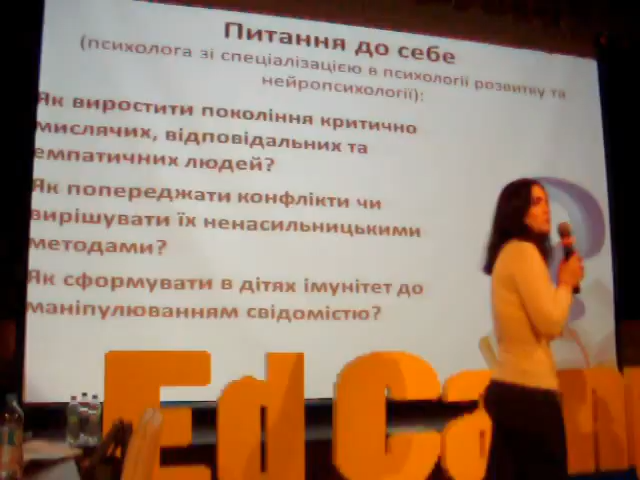 Питання до себе
(психолога зі спеціалізацією в психології розвитку та
нейропсихології):
Як виростити покоління критично
мислячих, відповідальних та
емпатичних людей?
Як попереджати конфлікти чи
вирішувати їх ненасильницькими
методами?
Як сформувати в дітях імунітет до
маніпулюванням свідомістю?
EdCa